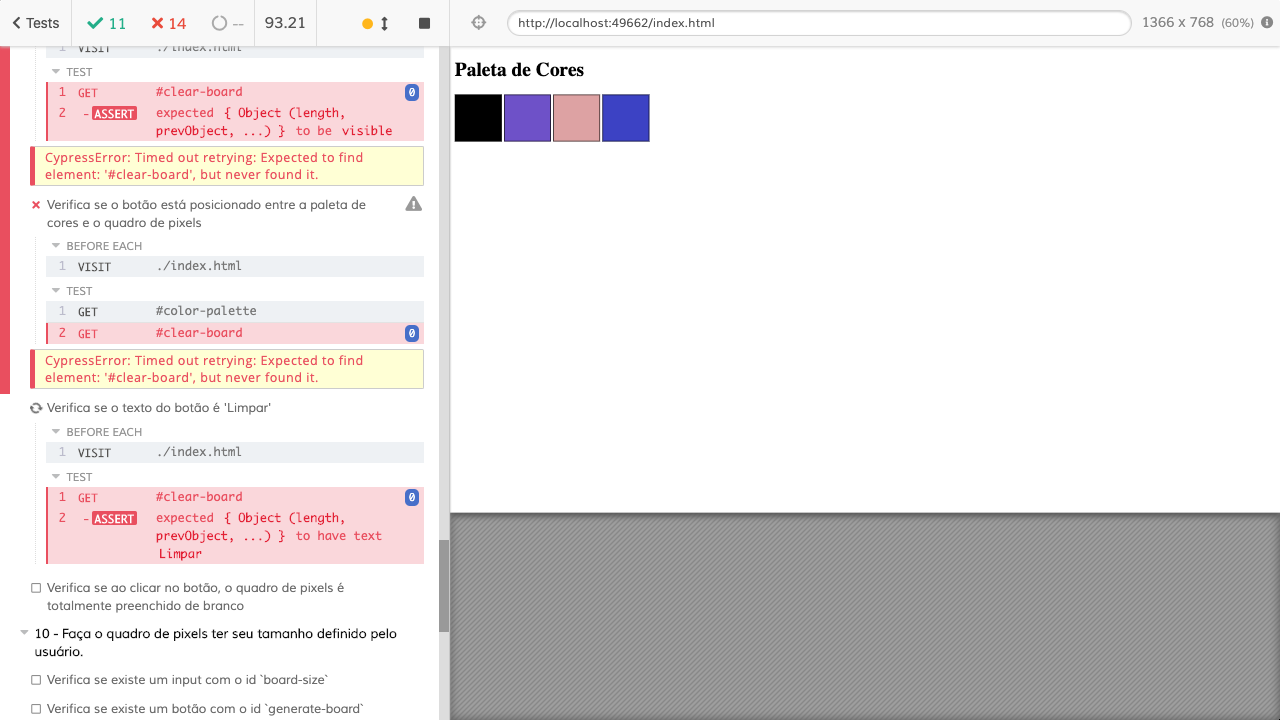 Tests 11 14 -- 93.21
http://localhost:49662/index.html 1366 x 768 (60%)
1 VISIT ./index.html
TEST
1 GET #clear-board 0
2 - ASSERT expected { Object (length,
prevObject, ...) } to be visible
CypressError: Timed out retrying: Expected to find
element: '#clear-board', but never found it.
Verifica se o botão está posicionado entre a paleta de
cores e o quadro de pixels
BEFORE EACH
1 VISIT ./index.html
TEST
1 GET #color-palette
2 GET #clear-board 0
CypressError: Timed out retrying: Expected to find
element: '#clear-board', but never found it.
Verifica se o texto do botão é 'Limpar'
BEFORE EACH
1 VISIT ./index.html
TEST
1 GET #clear-board 0
2 - ASSERT expected { Object (length,
prevObject, ...) } to have text
Limpar
Verifica se ao clicar no botão, o quadro de pixels é
totalmente preenchido de branco
10 - Faça o quadro de pixels ter seu tamanho definido pelo
usuário.
Verifica se existe um input com o id `board-size`
Verifica se existe um botão com o id `generate-board`
Paleta de Cores